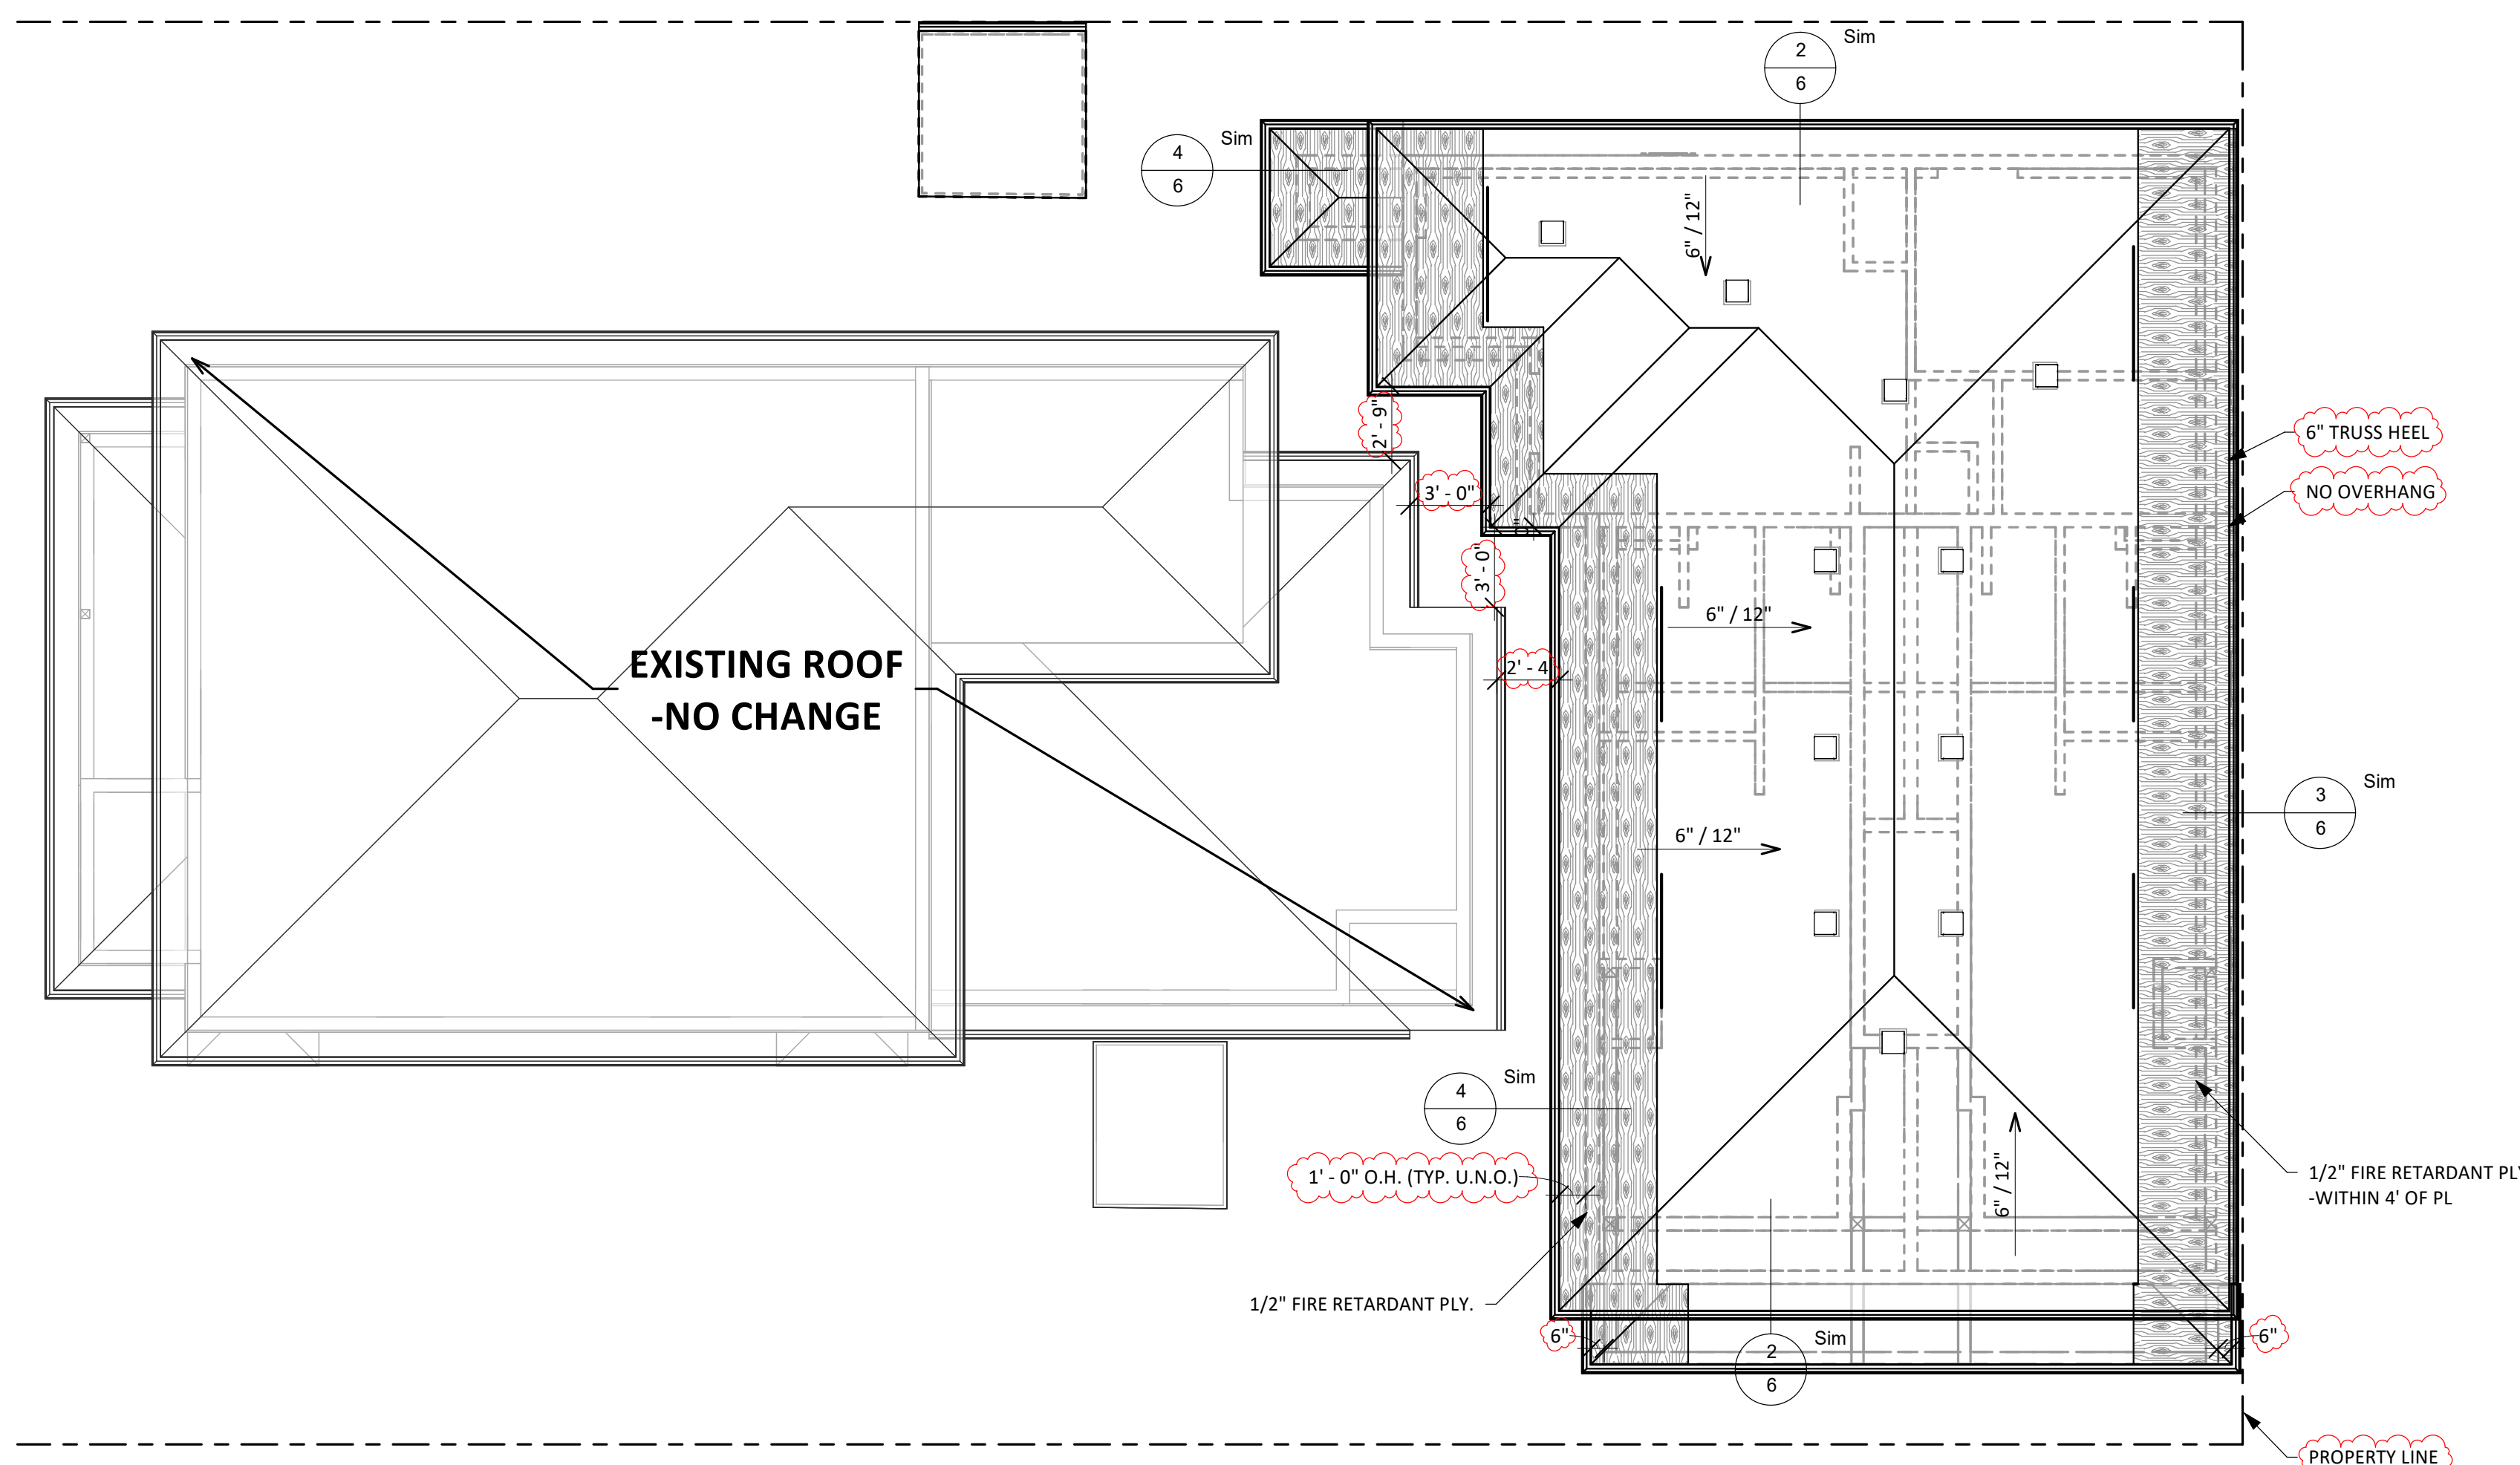 2
6
Sim
4
6
Sim
6" / 12"
2' - 9"
6" TRUSS HEEL
3' - 0"
NO OVERHANG
3' - 0"
6" / 12"
EXISTING ROOF
-NO CHANGE
2' - 4
3
6
Sim
6" / 12"
4
6
Sim
1' - 0" O.H. (TYP. U.N.O.)
6" / 12"
1/2" FIRE RETARDANT PLY
-WITHIN 4' OF PL
1/2" FIRE RETARDANT PLY.
6"
2
6
Sim
6"
PROPERTY LINE